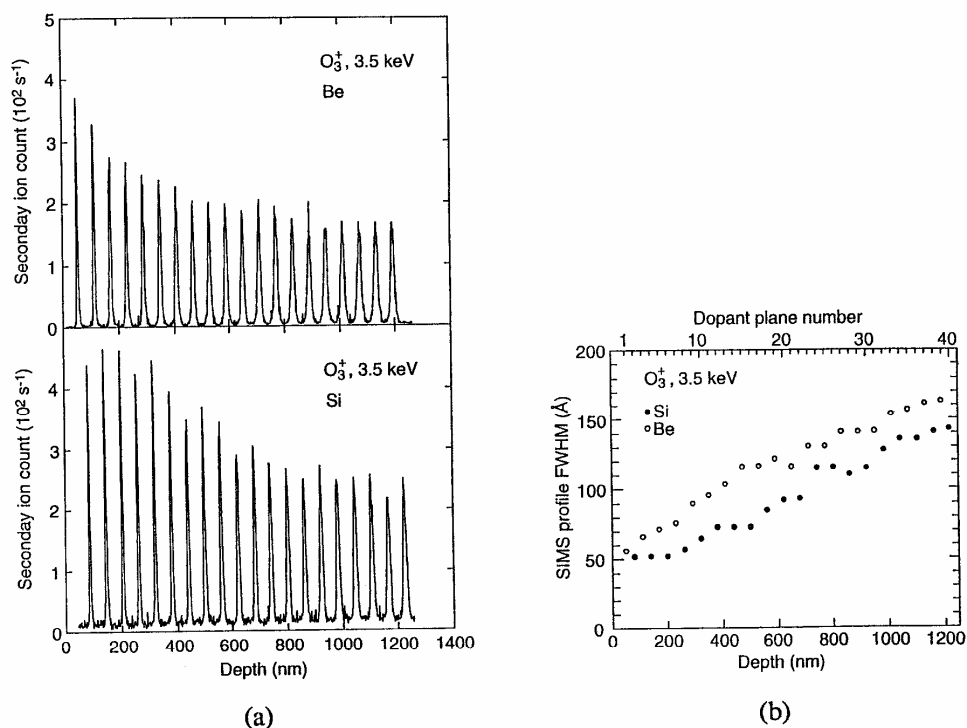 5
4
3
2
1
0
Seconday ion count (10² s⁻¹)
O₃⁺, 3.5 keV
Be
4
3
2
1
0
Seconday ion count (10² s⁻¹)
O₃⁺, 3.5 keV
Si
0 200 400 600 800 1000 1200 1400
Depth (nm)
(a)
Dopant plane number
1 10 20 30 40
200
150
100
50
0
SIMS profile FWHM (Å)
O₃⁺, 3.5 keV
Si
Be
0 200 400 600 800 1000 1200
Depth (nm)
(b)